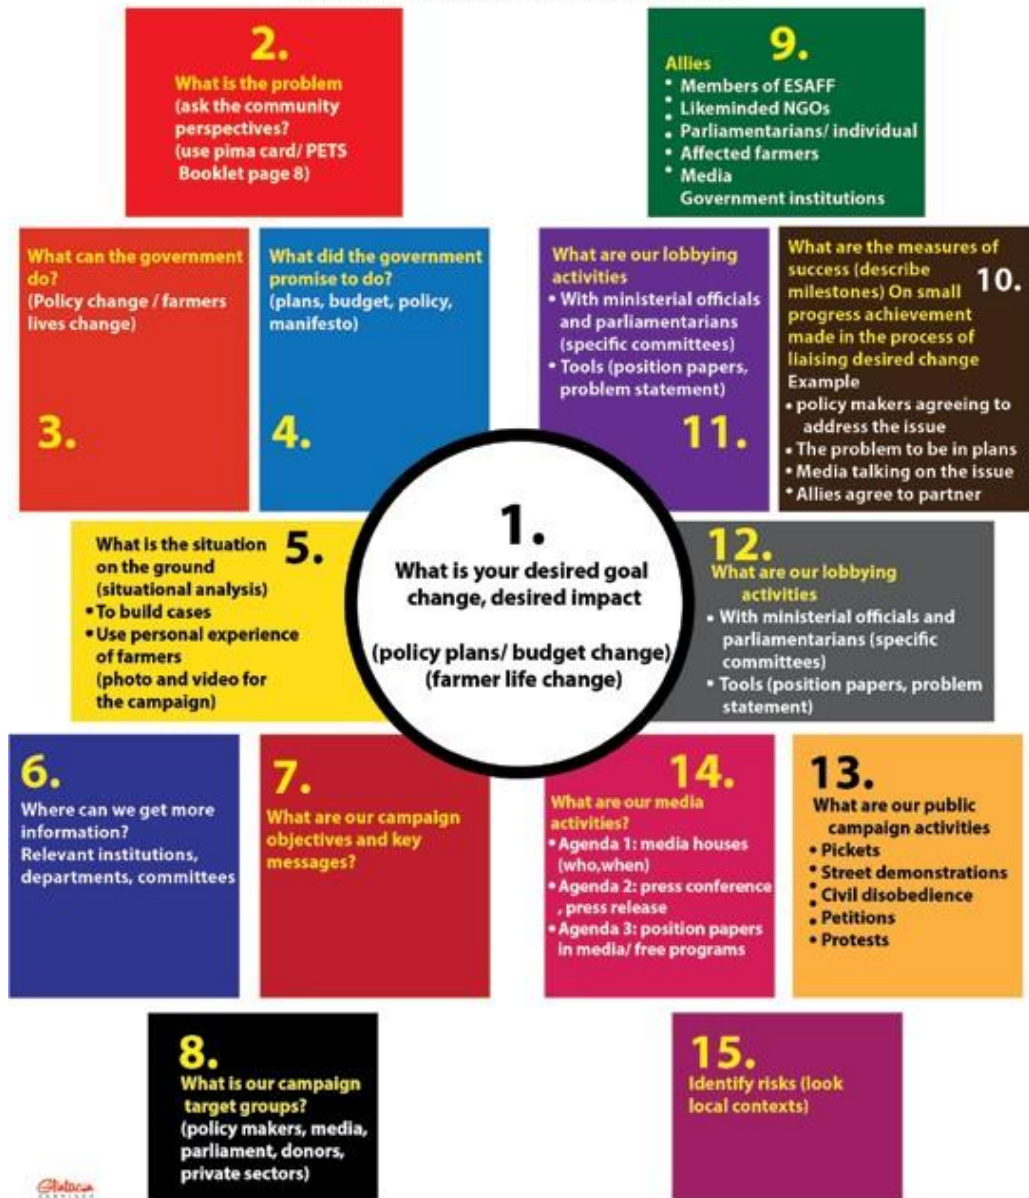 1.
What is your desired goal
change, desired impact
(policy plans/ budget change)
(farmer life change)
2.
What is the problem
(ask the community
perspectives?
(use pima card/ PETS
Booklet page 8)
What can the government
do?
(Policy change / farmers
lives change)
3.
What did the government
promise to do?
(plans, budget, policy,
manifesto)
4.
What is the situation
on the ground
(situational analysis)
• To build cases
• Use personal experience
of farmers
(photo and video for
the campaign)
5.
6.
Where can we get more
information?
Relevant institutions,
departments, committees
7.
What are our campaign
objectives and key
messages?
8.
What is our campaign
target groups?
(policy makers, media,
parliament, donors,
private sectors)
9.
Allies
• Members of ESAFF
• Likeminded NGOs
• Parliamentarians/ individual
• Affected farmers
• Media
Government institutions
What are the measures of
success (describe
milestones) On small
progress achievement
made in the process of
liaising desired change
10.
Example
• policy makers agreeing to
address the issue
• The problem to be in plans
• Media talking on the issue
• Allies agree to partner
What are our lobbying
activities
• With ministerial officials
and parliamentarians
(specific committees)
• Tools (position papers,
problem statement)
11.
12.
What are our lobbying
activities
• With ministerial officials and
parliamentarians (specific
committees)
• Tools (position papers, problem
statement)
13.
What are our public
campaign activities
• Pickets
• Street demonstrations
• Civil disobedience
• Petitions
• Protests
14.
What are our media
activities?
• Agenda 1: media houses
(who,when)
• Agenda 2: press conference
, press release
• Agenda 3: position papers
in media/ free programs
15.
Identify risks (look
local contexts)